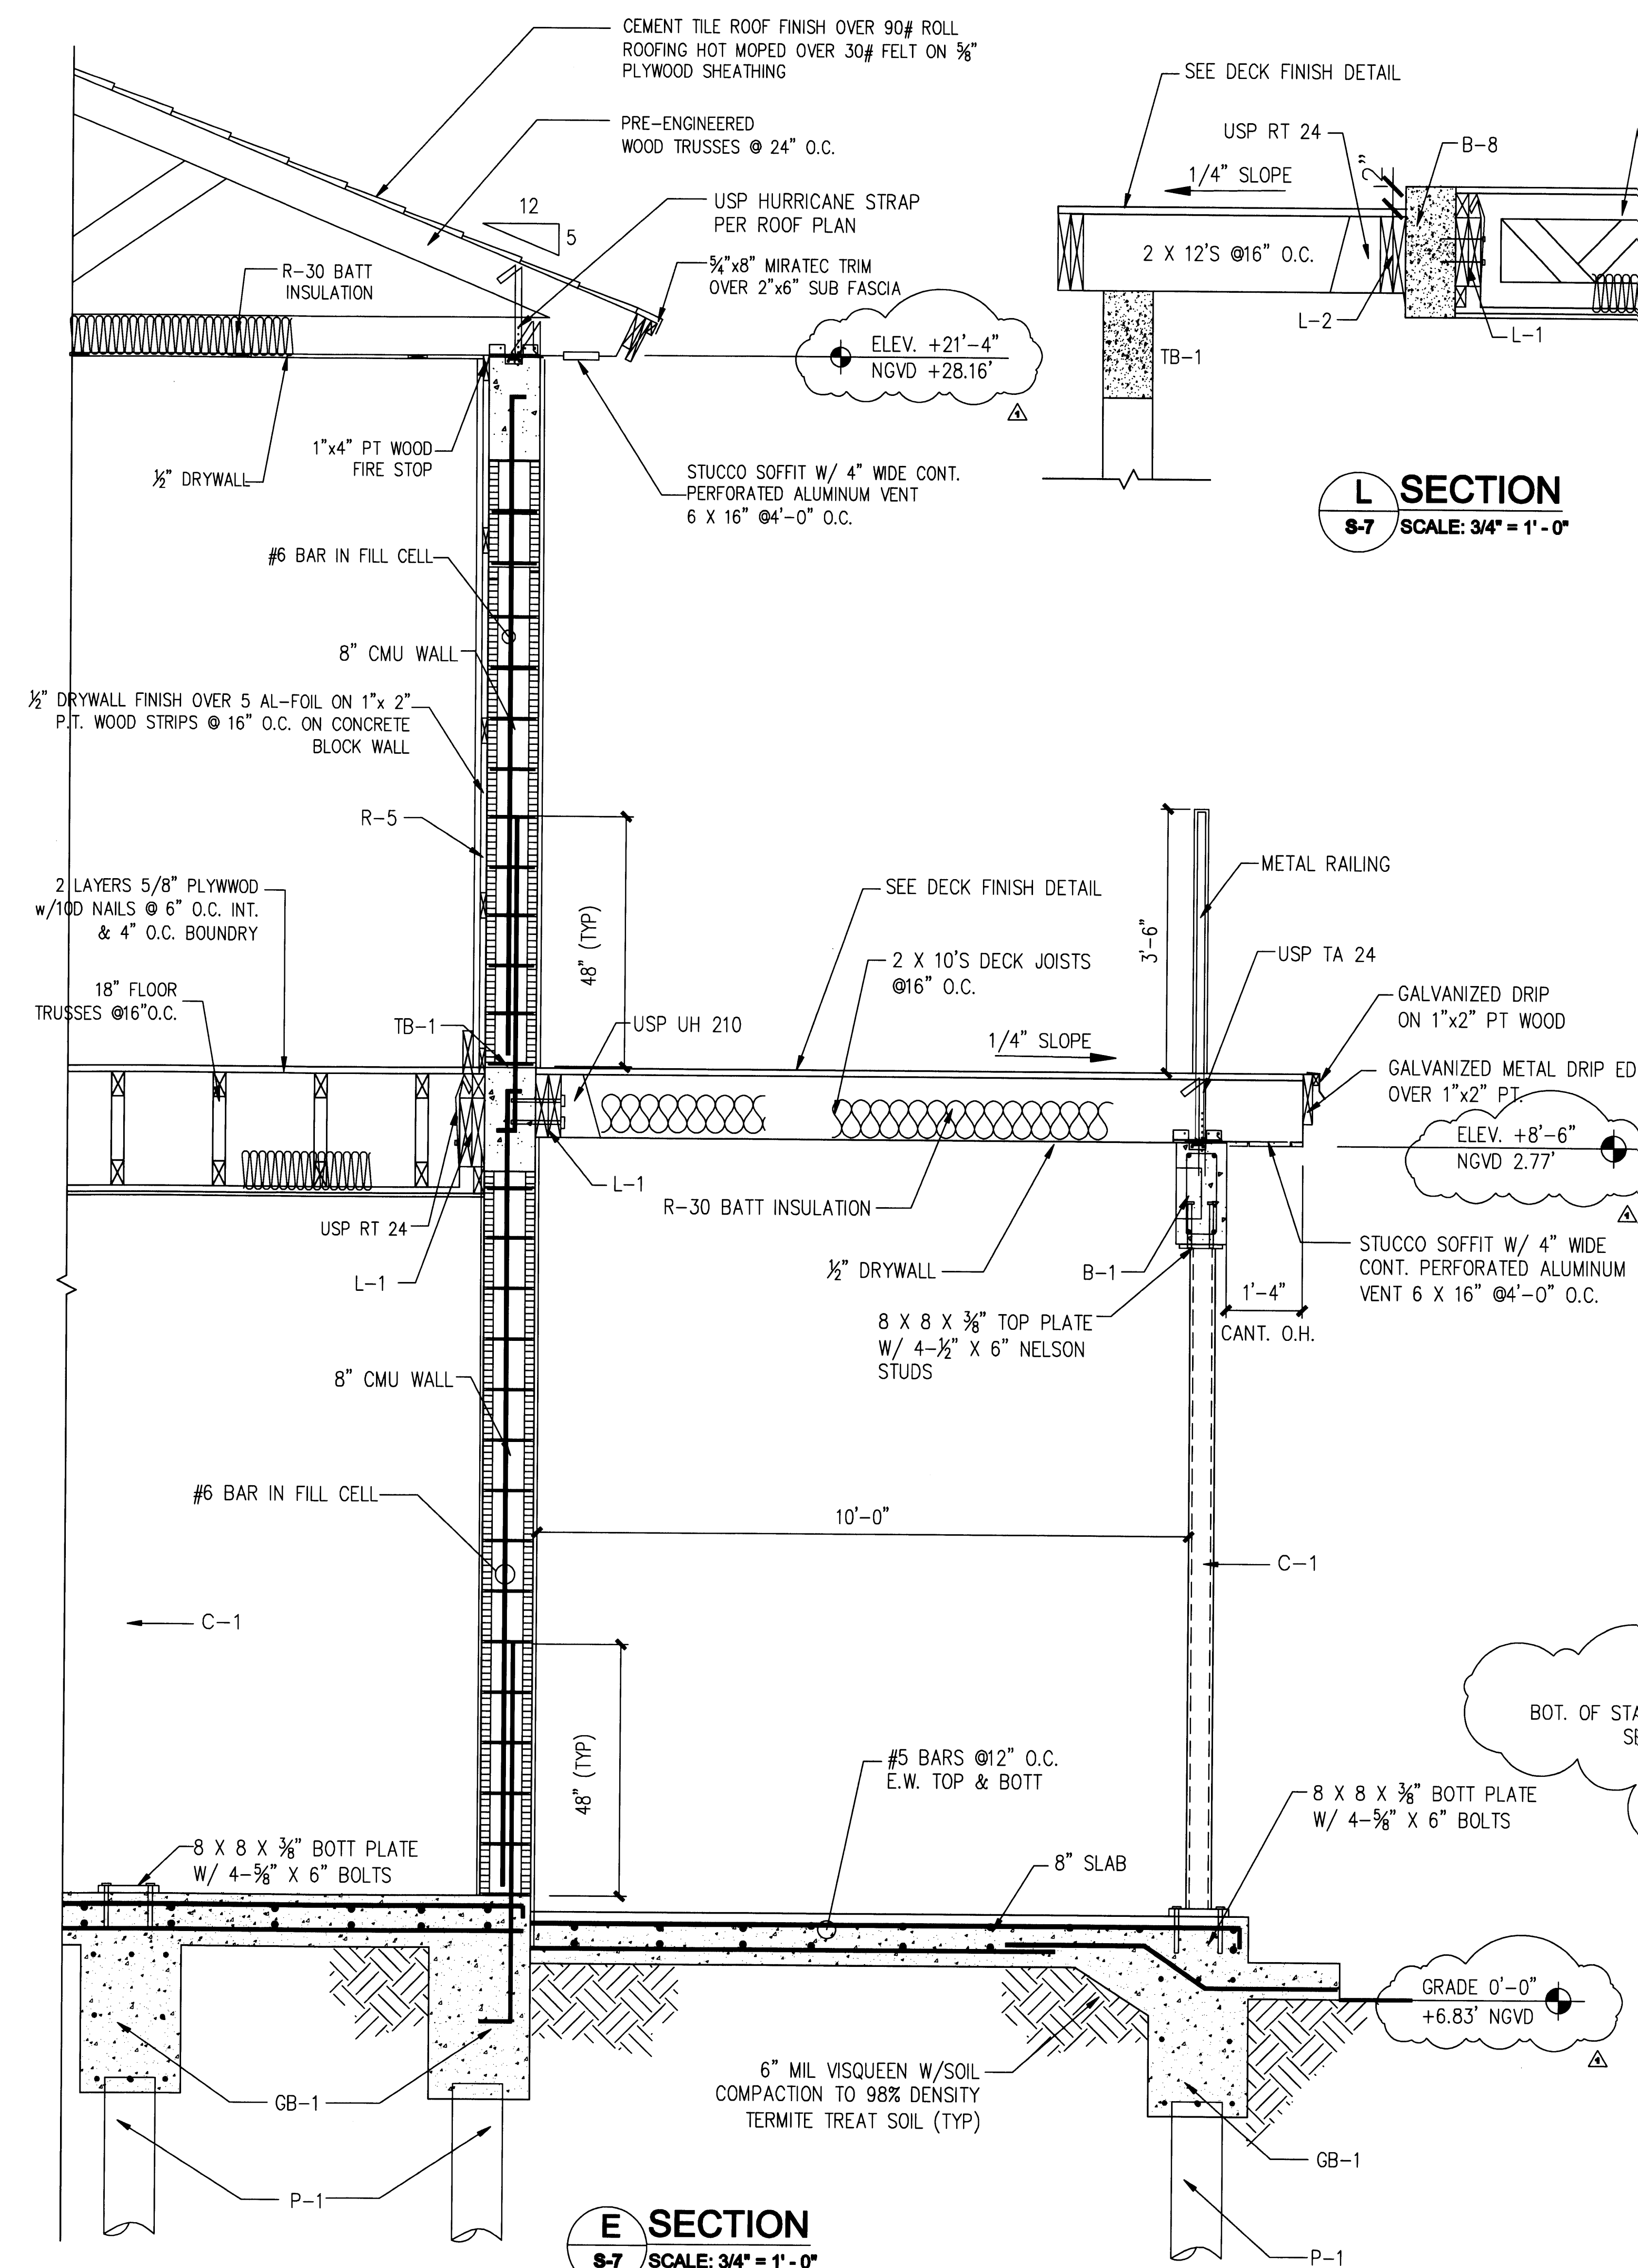 CEMENT TILE ROOF FINISH OVER 90# ROLL
ROOFING HOT MOPED OVER 30# FELT ON ⅝"
PLYWOOD SHEATHING
PRE-ENGINEERED
WOOD TRUSSES @ 24" O.C.
12
5
USP HURRICANE STRAP
PER ROOF PLAN
R-30 BATT
INSULATION
5/4"x8" MIRATEC TRIM
OVER 2"x6" SUB FASCIA
ELEV. +21'-4"
NGVD +28.16'
1
1"x4" PT WOOD
FIRE STOP
½" DRYWALL
STUCCO SOFFIT W/ 4" WIDE CONT.
PERFORATED ALUMINUM VENT
6 X 16" @4'-0" O.C.
SEE DECK FINISH DETAIL
USP RT 24
B-8
1/4" SLOPE
2"
2 X 12'S @16" O.C.
L-2
L-1
TB-1
L SECTION
S-7 SCALE: 3/4" = 1' - 0"
#6 BAR IN FILL CELL
8" CMU WALL
½" DRYWALL FINISH OVER 5 AL-FOIL ON 1"x 2"
P.T. WOOD STRIPS @ 16" O.C. ON CONCRETE
BLOCK WALL
R-5
2 LAYERS 5/8" PLYWWOD
w/10D NAILS @ 6" O.C. INT.
& 4" O.C. BOUNDRY
18" FLOOR
TRUSSES @16"O.C.
TB-1
48" (TYP)
USP UH 210
SEE DECK FINISH DETAIL
2 X 10'S DECK JOISTS
@16" O.C.
1/4" SLOPE
3'-6"
METAL RAILING
USP TA 24
GALVANIZED DRIP
ON 1"x2" PT WOOD
GALVANIZED METAL DRIP ED
OVER 1"x2" PT.
ELEV. +8'-6"
NGVD 2.77'
1
USP RT 24
L-1
L-1
R-30 BATT INSULATION
½" DRYWALL
B-1
8 X 8 X ⅜" TOP PLATE
W/ 4-½" X 6" NELSON
STUDS
1'-4"
CANT. O.H.
STUCCO SOFFIT W/ 4" WIDE
CONT. PERFORATED ALUMINUM
VENT 6 X 16" @4'-0" O.C.
8" CMU WALL
#6 BAR IN FILL CELL
10'-0"
C-1
C-1
48" (TYP)
BOT. OF STA
SE
#5 BARS @12" O.C.
E.W. TOP & BOTT
8 X 8 X ⅜" BOTT PLATE
W/ 4-⅝" X 6" BOLTS
8 X 8 X ⅜" BOTT PLATE
W/ 4-⅝" X 6" BOLTS
8" SLAB
GRADE 0'-0"
+6.83' NGVD
1
6" MIL VISQUEEN W/SOIL
COMPACTION TO 98% DENSITY
TERMITE TREAT SOIL (TYP)
GB-1
GB-1
P-1
P-1
E SECTION
S-7 SCALE: 3/4" = 1' - 0"